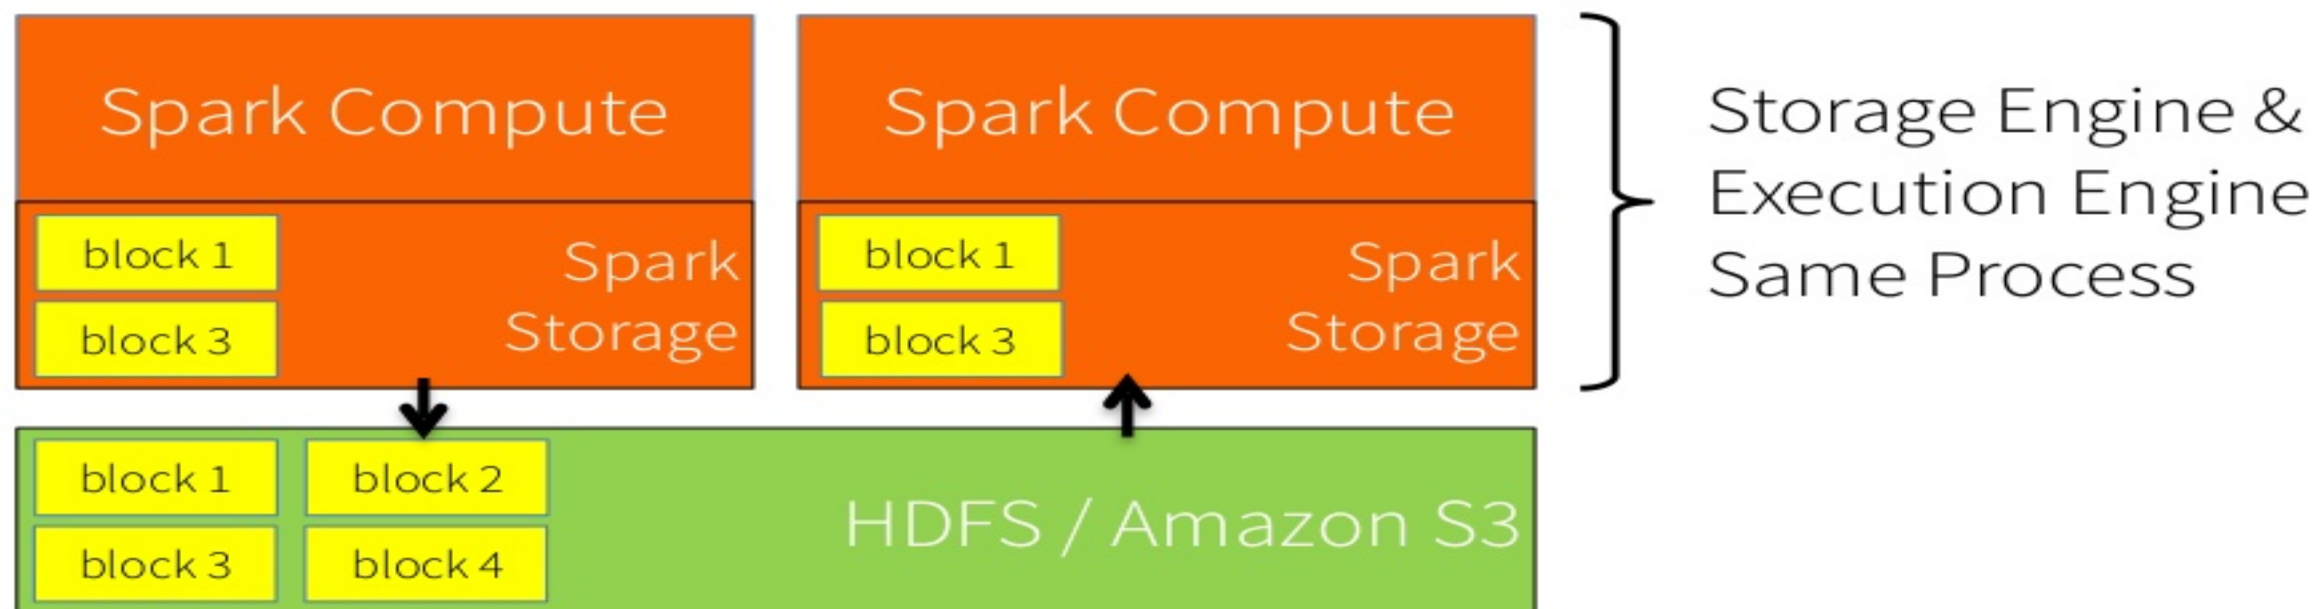 Spark Compute
block 1
block 3
Spark
Storage
Spark Compute
block 1
block 3
Spark
Storage
Storage Engine &
Execution Engine
Same Process
block 1
block 2
block 3
block 4
HDFS / Amazon S3